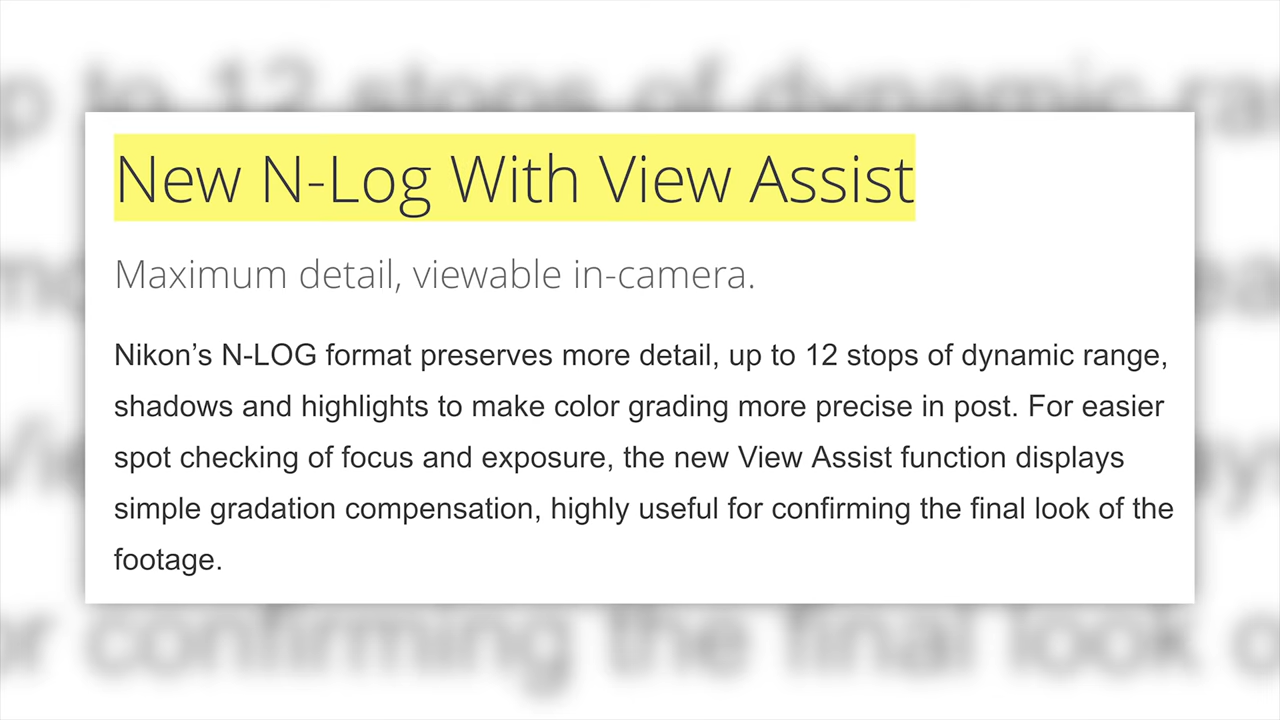 New N-Log With View Assist
Maximum detail, viewable in-camera.
Nikon’s N-LOG format preserves more detail, up to 12 stops of dynamic range,
shadows and highlights to make color grading more precise in post. For easier
spot checking of focus and exposure, the new View Assist function displays
simple gradation compensation, highly useful for confirming the final look of the
footage.